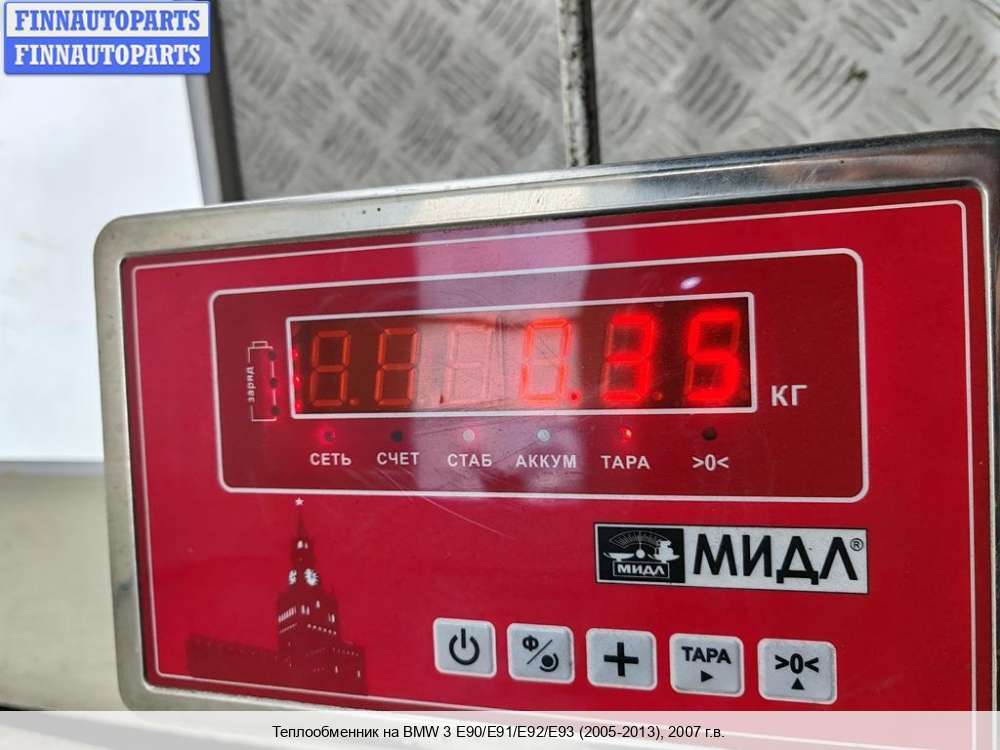 FINNAUTOPARTS
FINNAUTOPARTS
заряд
0.35
КГ
СЕТЬ СЧЕТ СТАБ АККУМ ТАРА >0<
МИДЛ МИДЛ®
Ф/ + ТАРА >0<
Теплообменник на BMW 3 E90/E91/E92/E93 (2005-2013), 2007 г.в.